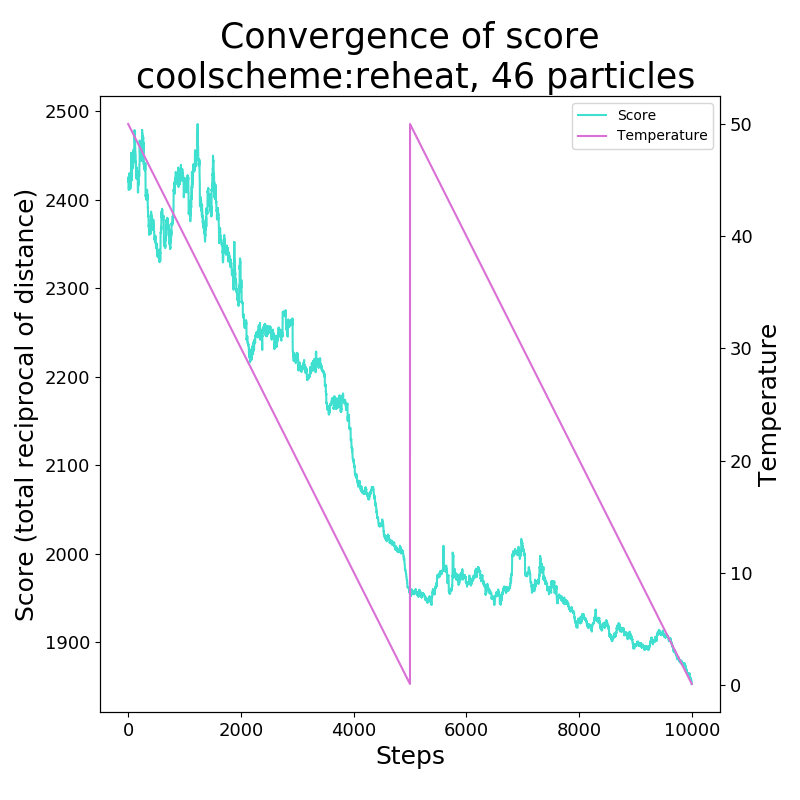 Convergence of score
coolscheme:reheat, 46 particles
Score
Temperature
2500
2400
2300
2200
2100
2000
1900
Score (total reciprocal of distance)
50
40
30
20
10
0
Temperature
0 2000 4000 6000 8000 10000
Steps